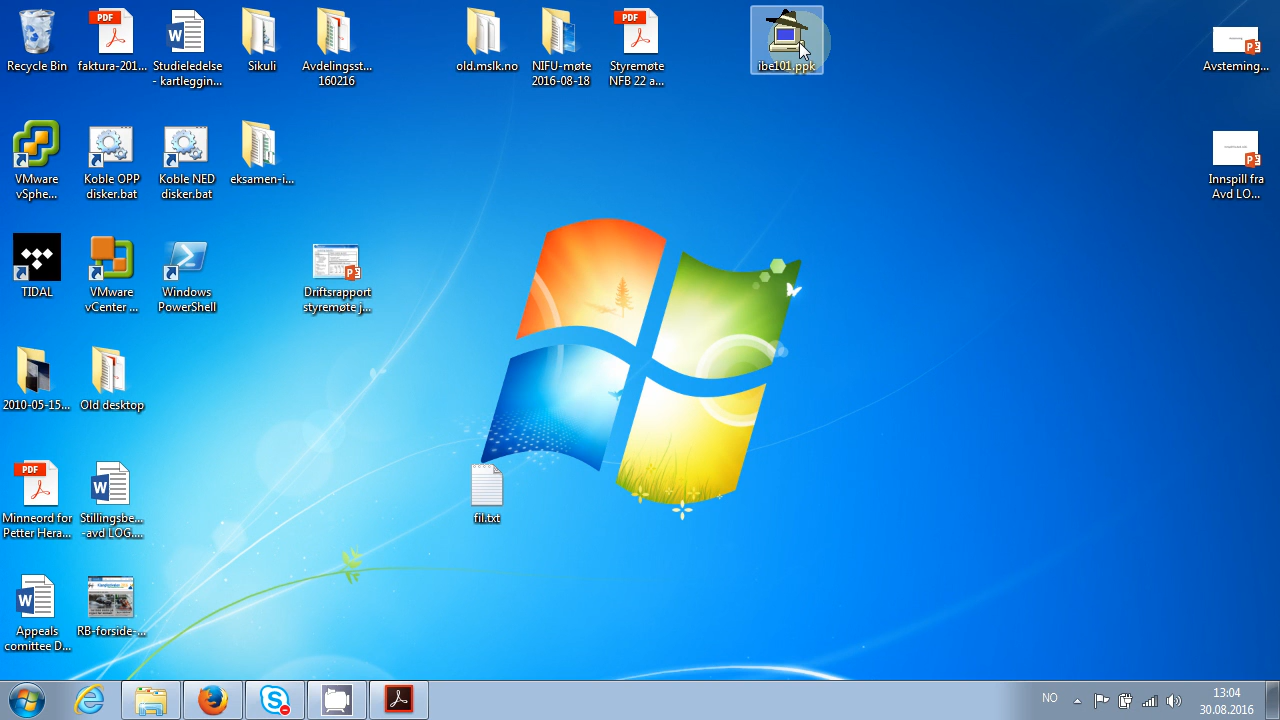 Recycle Bin
PDF
faktura-201...
Studieledelse
- kartleggin...
Sikuli
Avdelingsst...
160216
old.mslk.no
NIFU-møte
2016-08-18
PDF
Styremøte
NFB 22 a...
ibe101.ppk
Avsteming...
VMware
vSphe...
Koble OPP
disker.bat
Koble NED
disker.bat
eksamen-i...
Innspill fra
Avd LO...
TIDAL
VMware
vCenter ...
Windows
PowerShell
Driftsrapport
styremøte j...
2010-05-15...
Old desktop
PDF
Minneord for
Petter Hera...
Stillingsbe...
-avd LOG....
fil.txt
Appeals
comittee D...
RB-forside-...
NO
13:04
30.08.2016